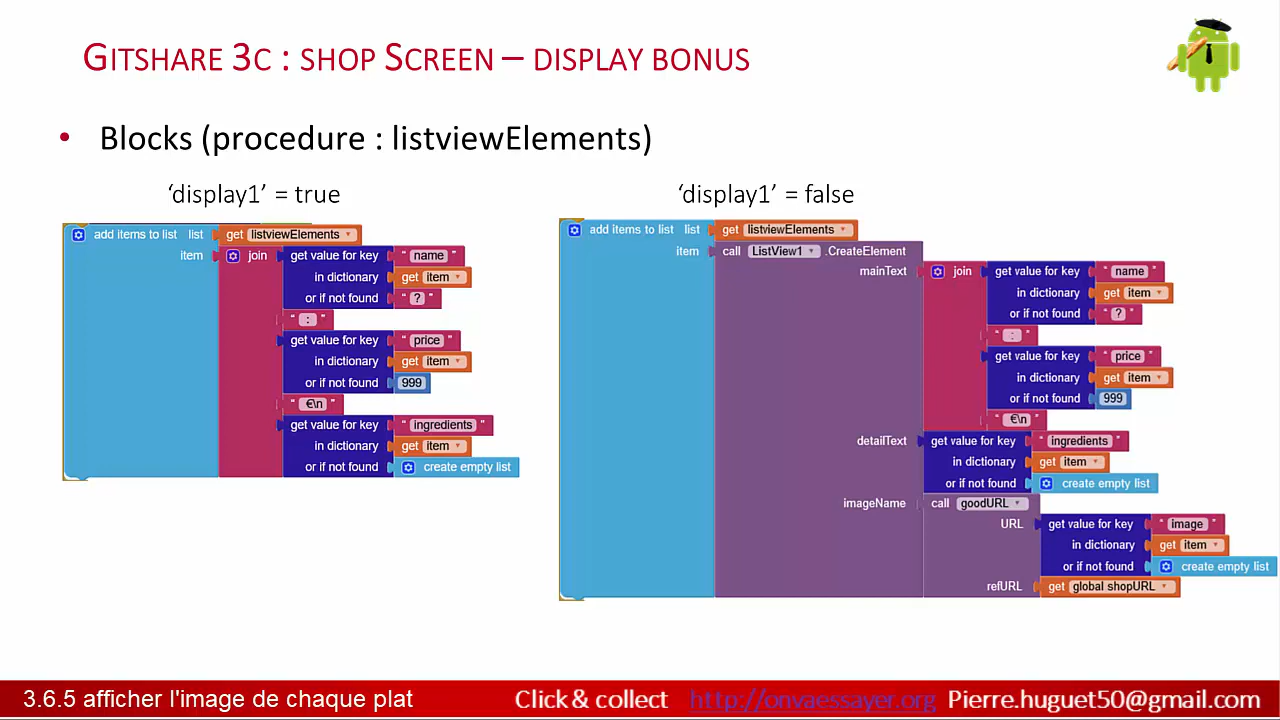 GITSHARE 3C : SHOP SCREEN – DISPLAY BONUS
• Blocks (procedure : listviewElements)
‘display1’ = true
add items to list list get listviewElements
item join get value for key " name "
in dictionary get item
or if not found " ? "
" : "
get value for key " price "
in dictionary get item
or if not found 999
" €\n "
get value for key " ingredients "
in dictionary get item
or if not found create empty list
‘display1’ = false
add items to list list get listviewElements
item call ListView1 .CreateElement
mainText join get value for key " name "
in dictionary get item
or if not found " ? "
" : "
get value for key " price "
in dictionary get item
or if not found 999
" €\n "
detailText get value for key " ingredients "
in dictionary get item
or if not found create empty list
imageName call goodURL
URL get value for key " image "
in dictionary get item
or if not found create empty list
refURL get global shopURL
3.6.5 afficher l'image de chaque plat Click & collect http://onvaessayer.org Pierre.huguet50@gmail.com